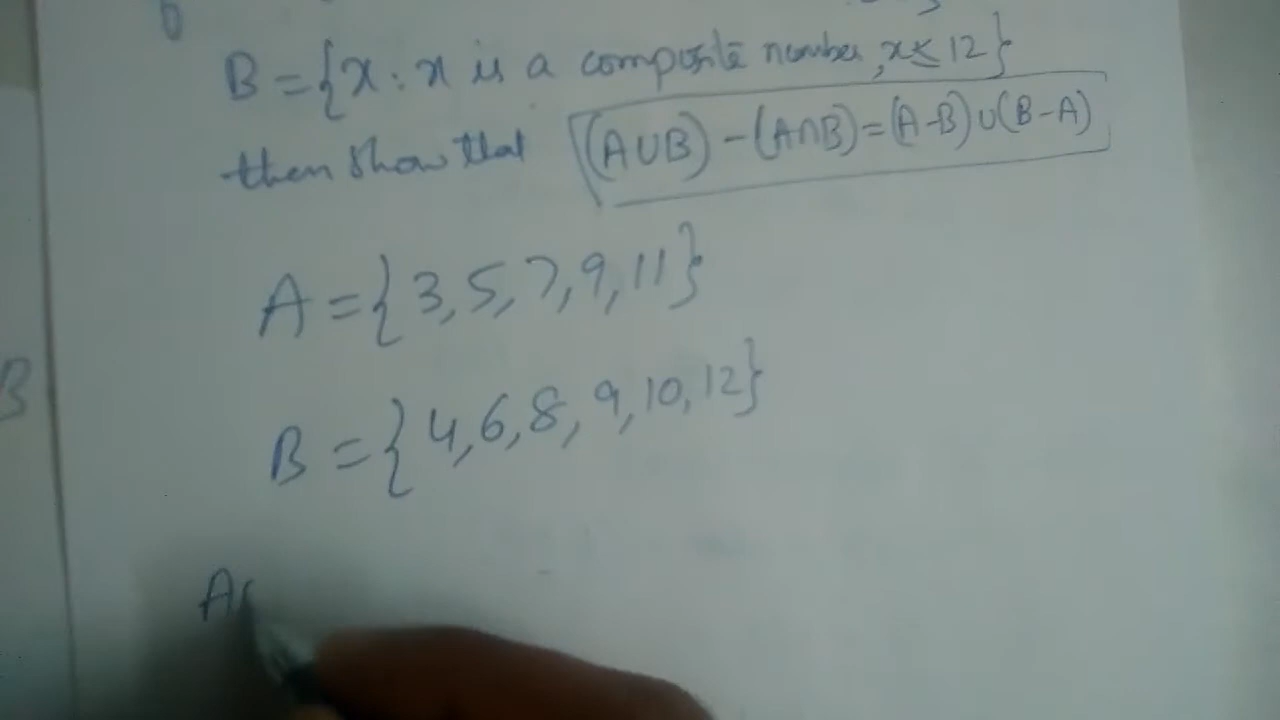 B = {x : x is a composite number, x ≤ 12}
then show that (A∪B) - (A∩B) = (A-B) ∪ (B-A)
A = {3, 5, 7, 9, 11}
B = {4, 6, 8, 9, 10, 12}
B
A